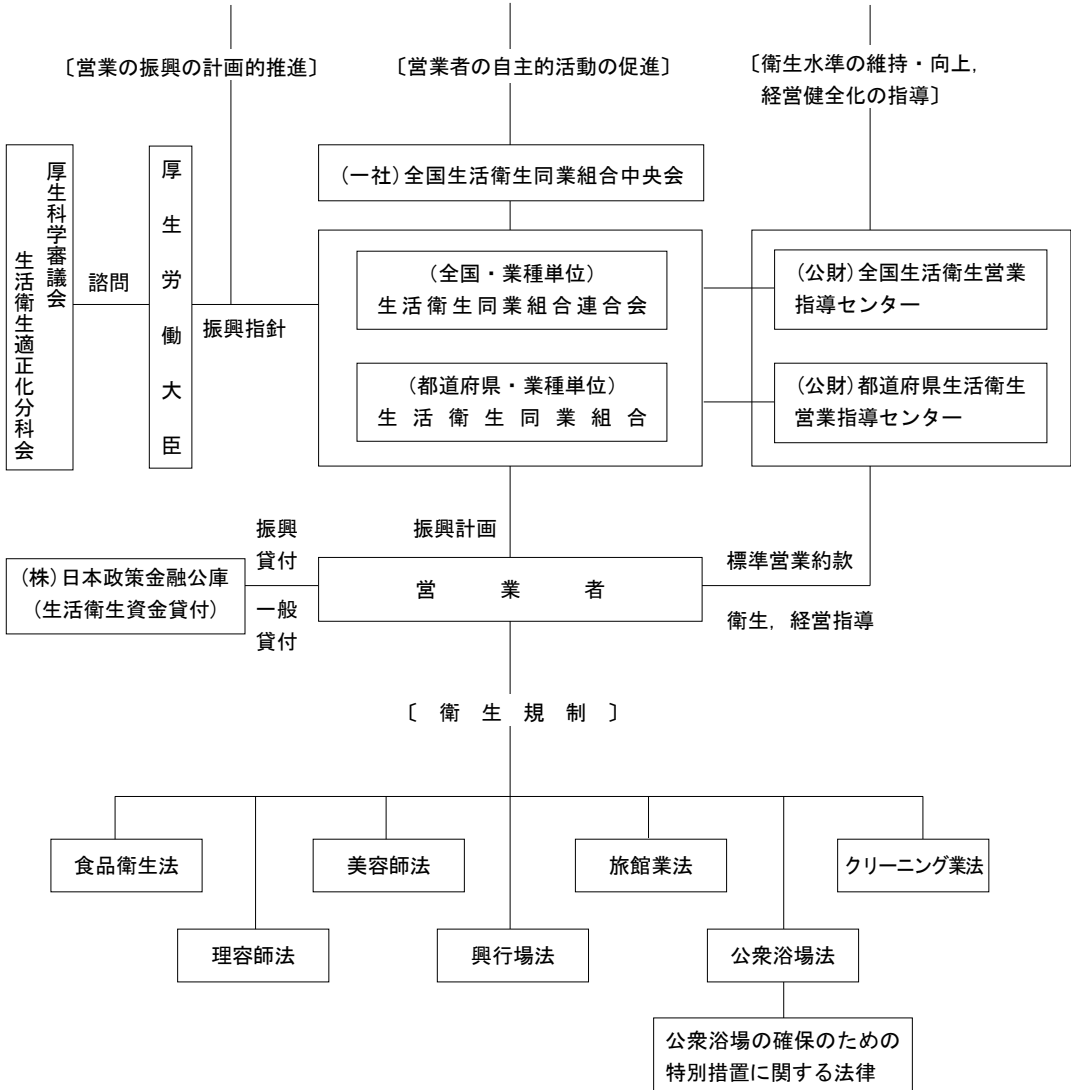 〔営業の振興の計画的推進〕
〔営業者の自主的活動の促進〕
〔衛生水準の維持・向上,
経営健全化の指導〕
(一社)全国生活衛生同業組合中央会
厚生科学審議会
生活衛生適正化分科会
諮問
厚生労働大臣
振興指針
(全国・業種単位)
生活衛生同業組合連合会
(都道府県・業種単位)
生活衛生同業組合
(公財)全国生活衛生営業
指導センター
(公財)都道府県生活衛生
営業指導センター
振興
貸付
振興計画
標準営業約款
(株)日本政策金融公庫
(生活衛生資金貸付)
営業者
一般
貸付
衛生,経営指導
〔衛生規制〕
食品衛生法
美容師法
旅館業法
クリーニング業法
理容師法
興行場法
公衆浴場法
公衆浴場の確保のための
特別措置に関する法律